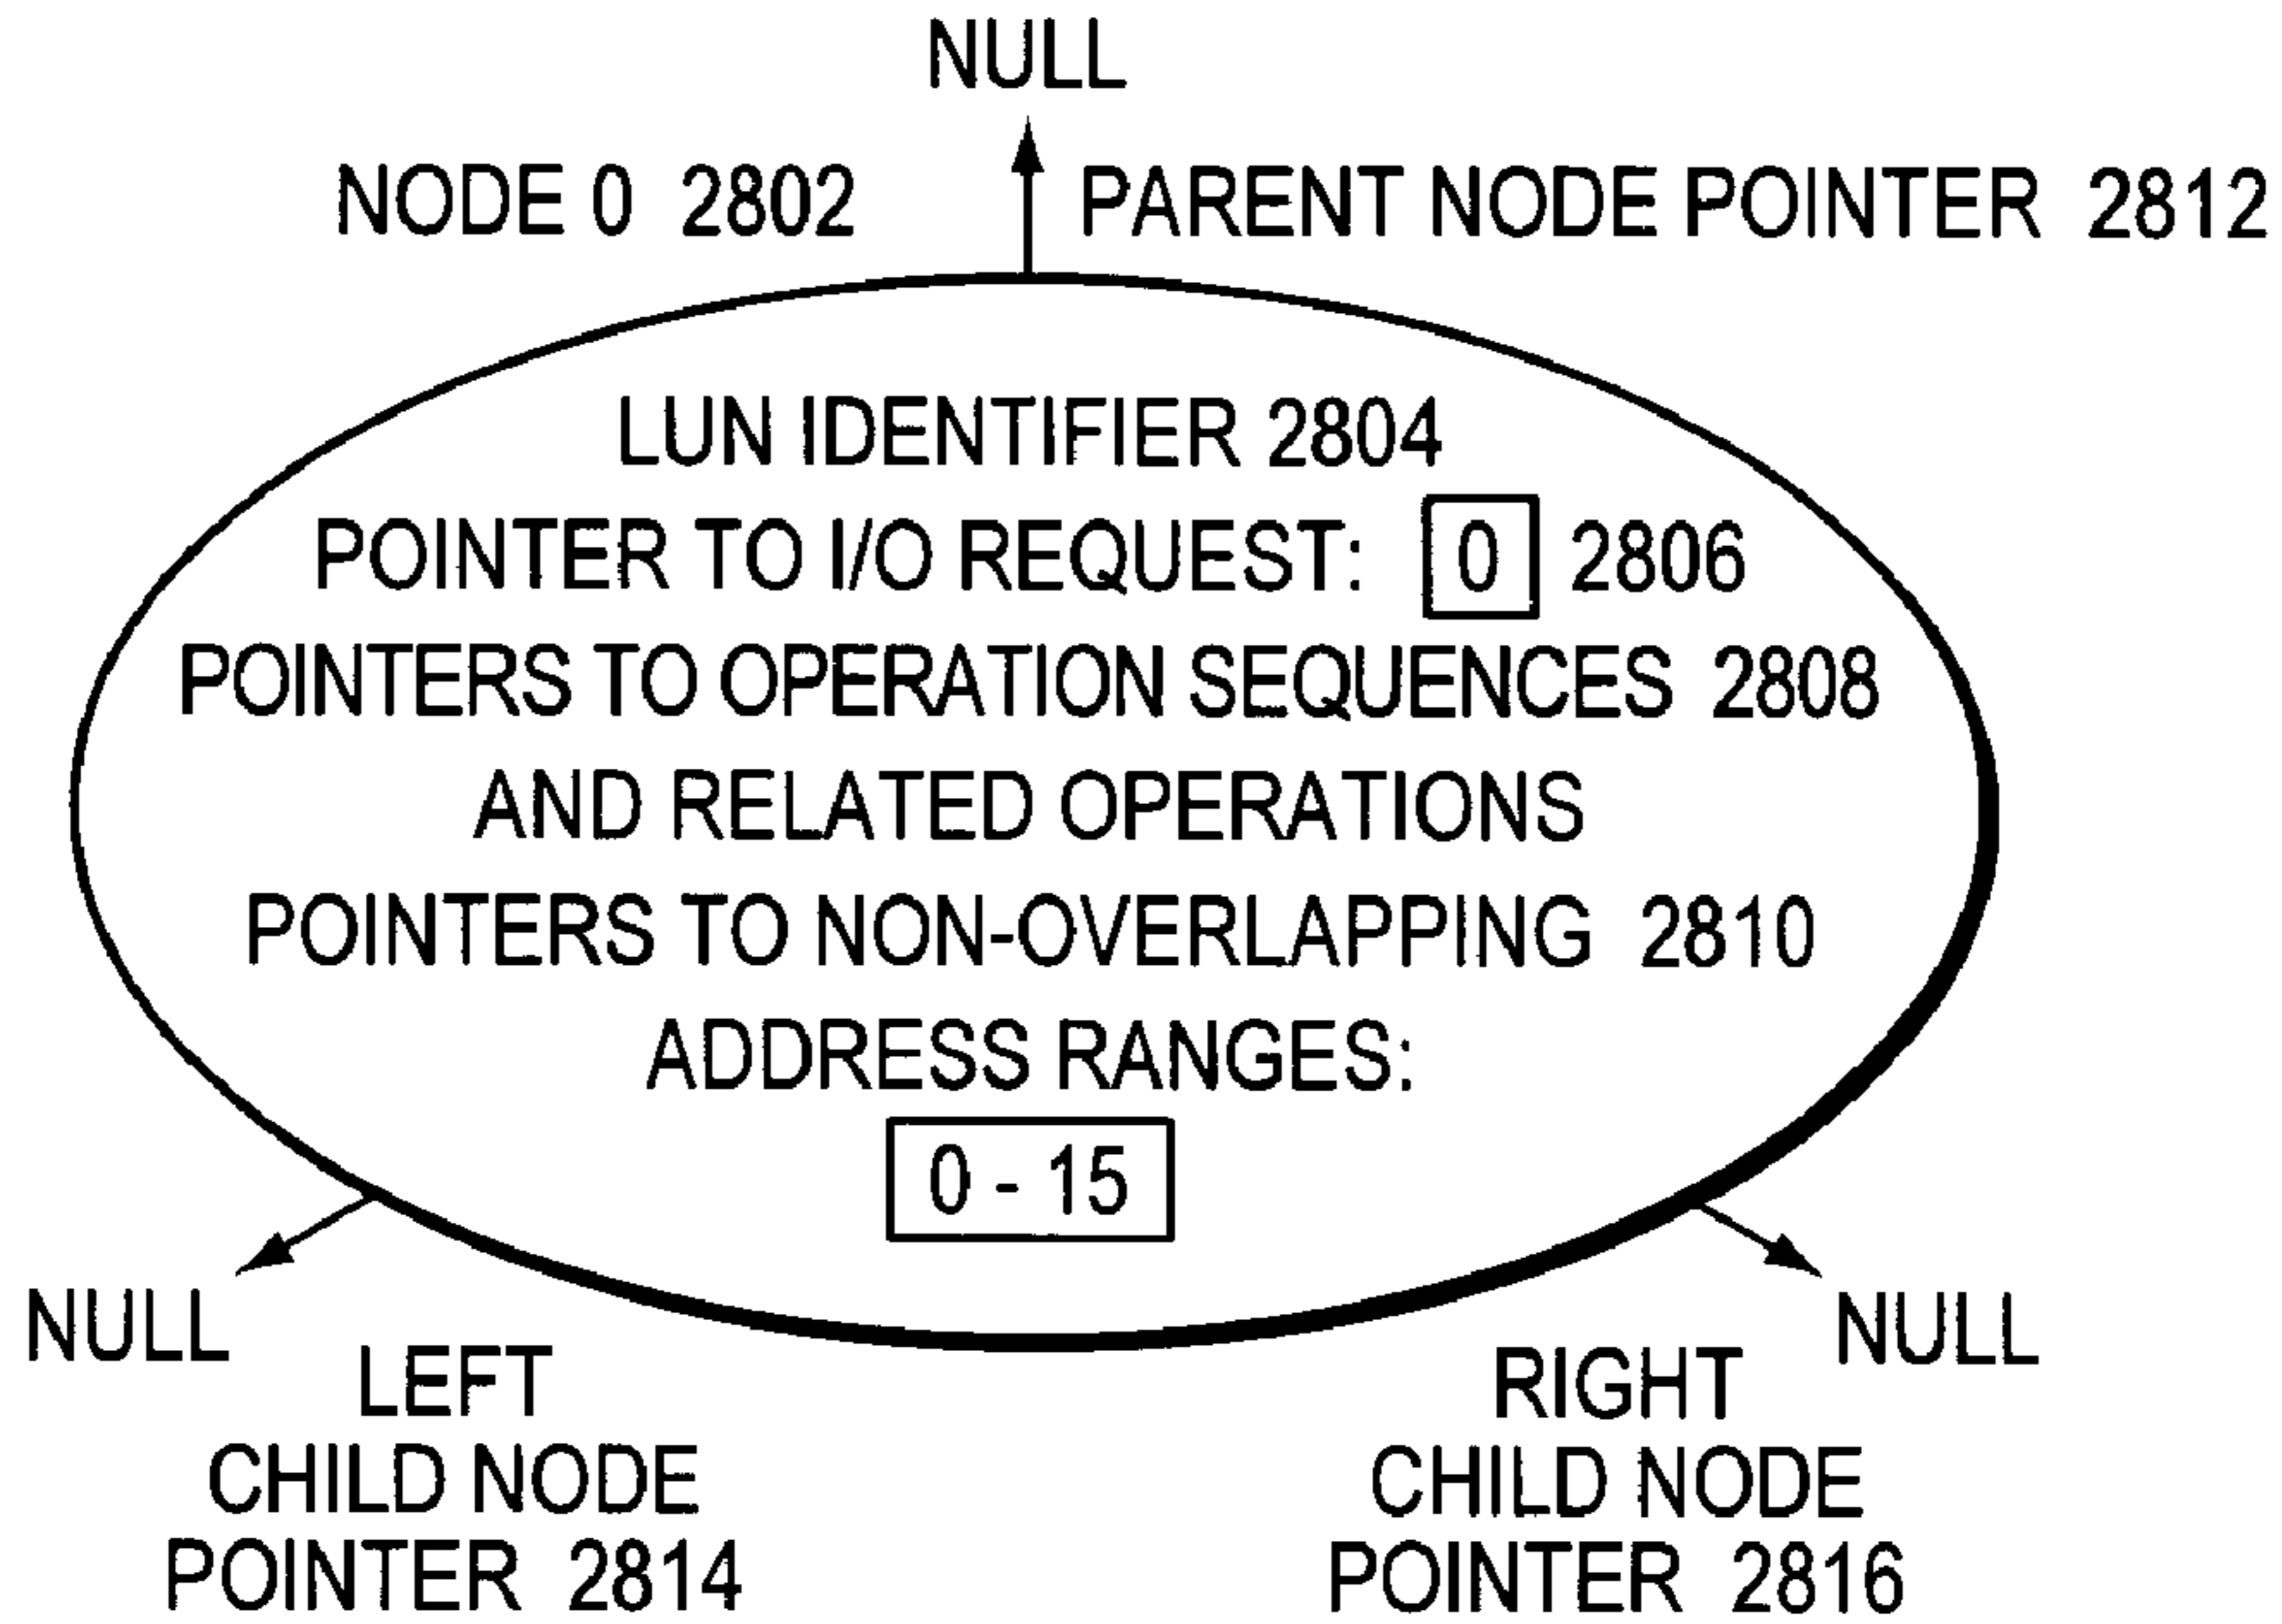 NULL
NODE 0 2802
PARENT NODE POINTER 2812
LUN IDENTIFIER 2804
POINTER TO I/O REQUEST: 0 2806
POINTERS TO OPERATION SEQUENCES 2808
AND RELATED OPERATIONS
POINTERS TO NON-OVERLAPPING 2810
ADDRESS RANGES:
0 - 15
NULL
LEFT
CHILD NODE
POINTER 2814
NULL
RIGHT
CHILD NODE
POINTER 2816